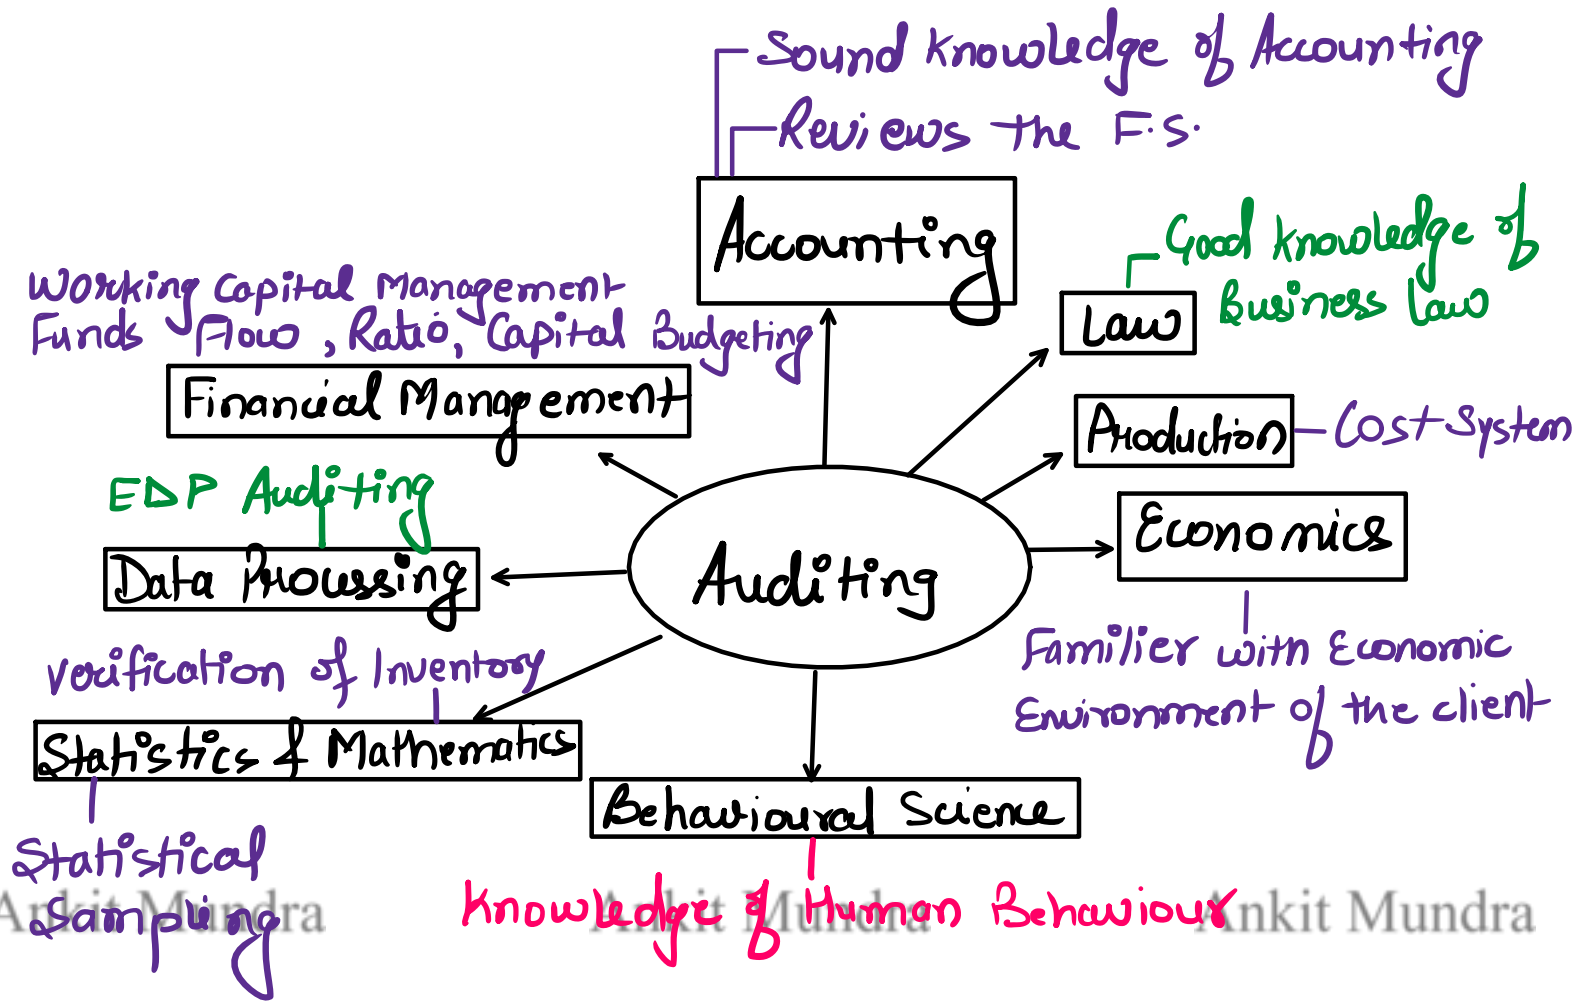 Sound Knowledge of Accounting
Reviews the F.S.
Accounting
Good Knowledge of
Business Law
Law
Working Capital Management
Funds Flow, Ratio, Capital Budgeting
Financial Management
Production
Cost System
EDP Auditing
Data Processing
Economics
Auditing
Familier with Economic
Environment of the client
Verification of Inventory
Statistics & Mathematics
Statistical
Sampling
Behavioural Science
Knowledge of Human Behaviour
Ankit Mundra
Ankit Mundra
Ankit Mundra